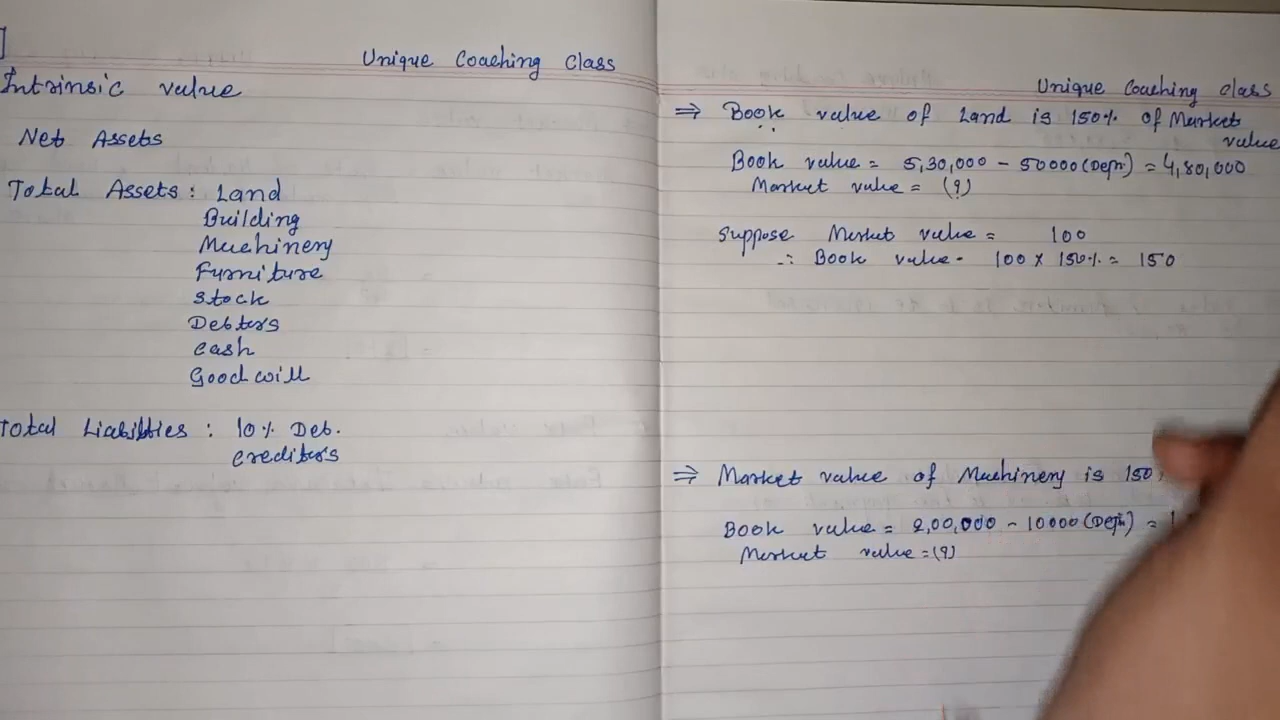 Unique Coaching Class
Intrinsic value
Net Assets
Total Assets : Land
Building
Machinery
Furniture
Stock
Debtors
Cash
Goodwill
Total Liabilities : 10% Deb.
Creditors
Unique Coaching Class
⇒ Book value of Land is 150% of Market
value
Book value = 5,30,000 - 50000 (Depn.) = 4,80,000
Market value = (?)
Suppose Market value = 100
∴ Book value = 100 x 150% = 150
⇒ Market value of Machinery is 150
Book value = 2,00,000 - 10000 (Depn.) = 1
Market value = (?)